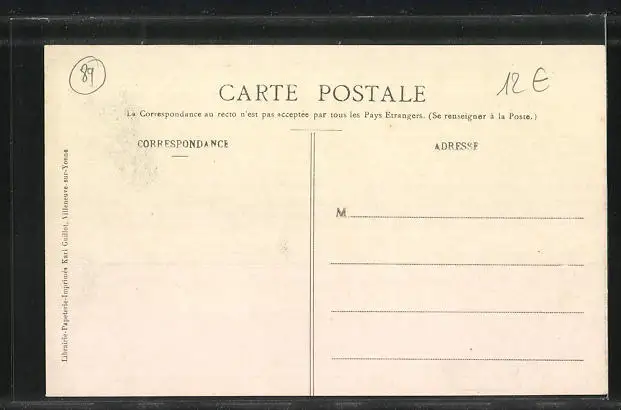 89
12 €
CARTE POSTALE
La Correspondance au recto n'est pas acceptée par tous les Pays Etrangers. (Se renseigner à la Poste.)
CORRESPONDANCE
ADRESSE
M
Librairie-Papeterie-Imprimés Karl Guillot, Villeneuve-sur-Yonne